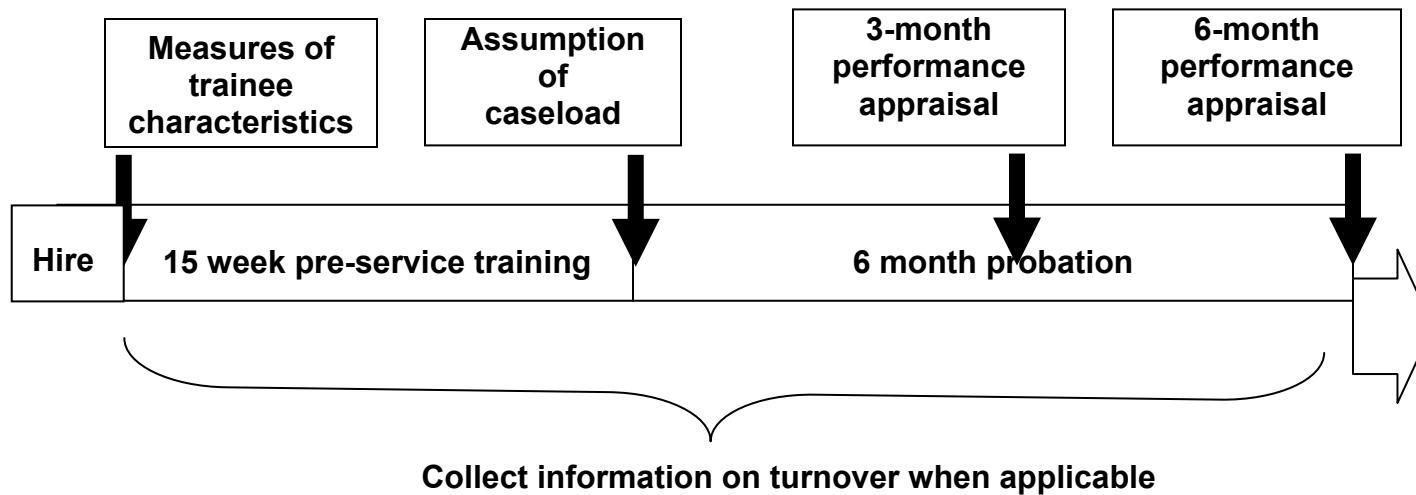 Measures of
trainee
characteristics
Assumption
of
caseload
3-month
performance
appraisal
6-month
performance
appraisal
Hire
15 week pre-service training
6 month probation
Collect information on turnover when applicable